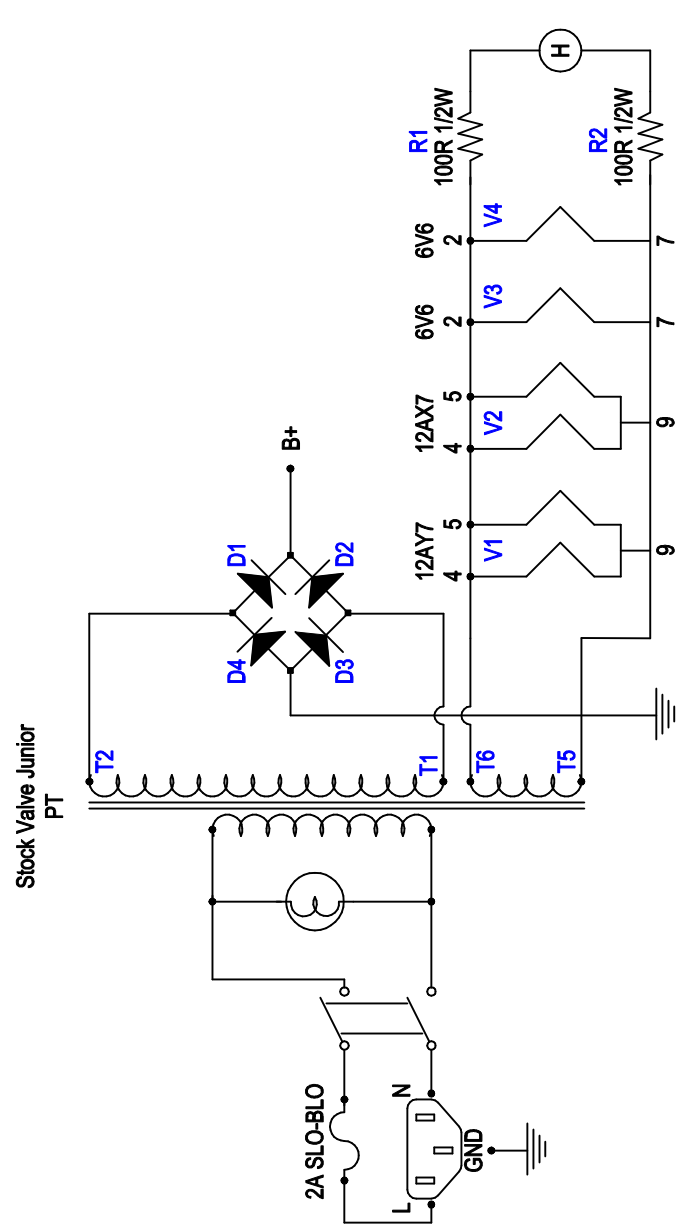 Stock Valve Junior
PT
2A SLO-BLO
L
N
GND
T2
T1
T6
T5
D1
D2
D3
D4
B+
12AY7
4
5
V1
9
12AX7
4
5
V2
9
6V6
2
V3
7
6V6
2
V4
7
R1
100R 1/2W
R2
100R 1/2W
H